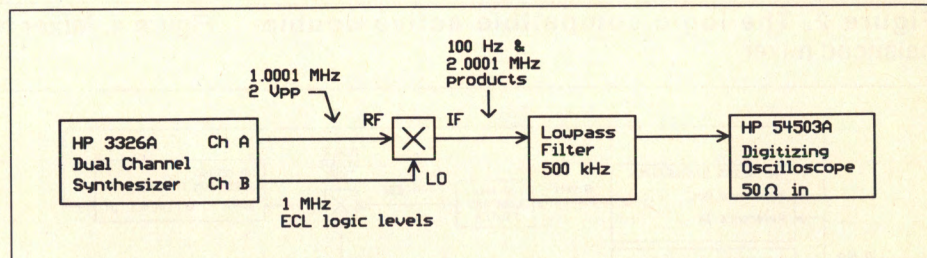 100 Hz &
2.0001 MHz
products
1.0001 MHz
2 Vpp
RF
IF
HP 3326A Ch A
Dual Channel
Synthesizer Ch B
LO
1 MHz
ECL logic levels
Lowpass
Filter
500 kHz
HP 54503A
Digitizing
Oscilloscope
50 Ω in